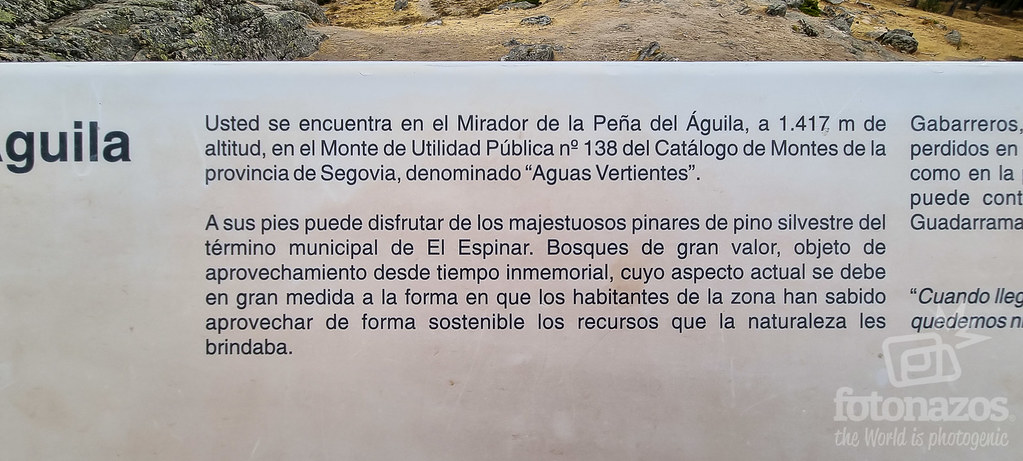 guila
Usted se encuentra en el Mirador de la Peña del Águila, a 1.417 m de
altitud, en el Monte de Utilidad Pública nº 138 del Catálogo de Montes de la
provincia de Segovia, denominado “Aguas Vertientes”.
A sus pies puede disfrutar de los majestuosos pinares de pino silvestre del
término municipal de El Espinar. Bosques de gran valor, objeto de
aprovechamiento desde tiempo inmemorial, cuyo aspecto actual se debe
en gran medida a la forma en que los habitantes de la zona han sabido
aprovechar de forma sostenible los recursos que la naturaleza les
brindaba.
Gabarreros,
perdidos en
como en la
puede cont
Guadarrama
“Cuando lleg
quedemos n
fotonazos
the World is photogenic